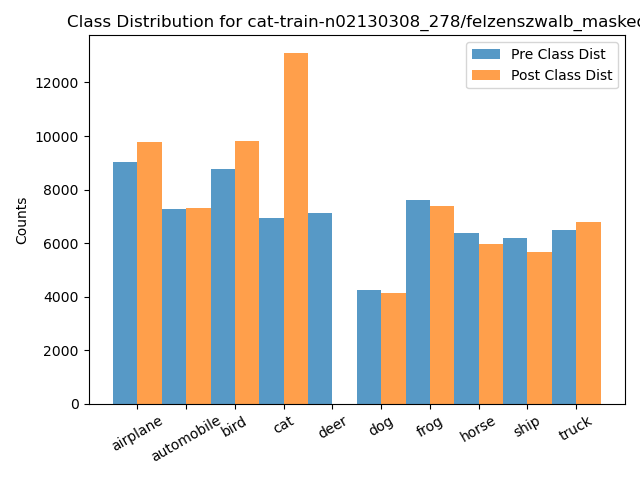 Class Distribution for cat-train-n02130308_278/felzenszwalb_masked
Pre Class Dist
Post Class Dist
Counts
12000
10000
8000
6000
4000
2000
0
airplane
automobile
bird
cat
deer
dog
frog
horse
ship
truck